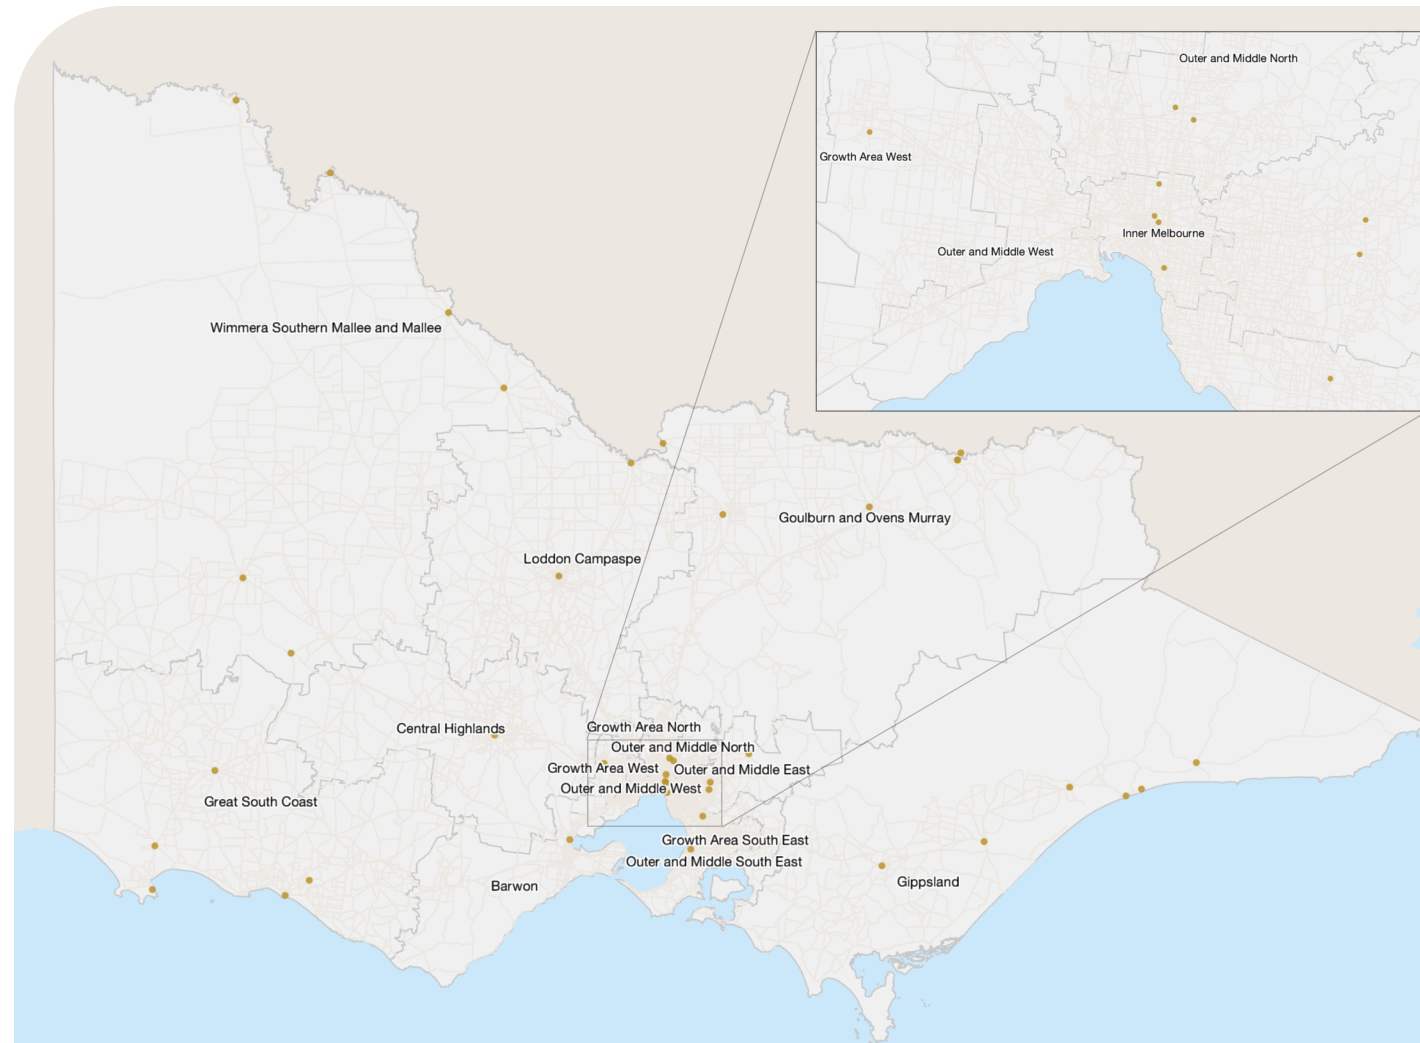 Outer and Middle North
Growth Area West
Inner Melbourne
Outer and Middle West
Wimmera Southern Mallee and Mallee
Goulburn and Ovens Murray
Loddon Campaspe
Central Highlands
Growth Area North
Outer and Middle North
Growth Area West
Outer and Middle East
Outer and Middle West
Great South Coast
Growth Area South East
Outer and Middle South East
Gippsland
Barwon